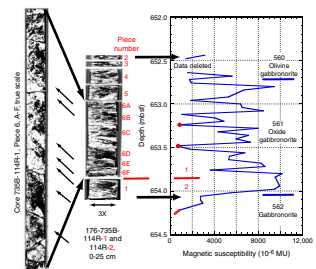 Core 735B-114R-1, Piece 6, A-F, true scale
Piece
number
2
3
4
5
6A
6B
6C
6D
6E
6F
1
3X
176-735B-
114R-1 and
114R-2,
0-25 cm
Depth (mbsf)
652.0
652.5
653.0
653.5
654.0
654.5
Data deleted
560
Olivine
gabbronorite
561
Oxide
gabbronorite
1
2
562
Gabbronorite
0
4000
8000
12,000
Magnetic susceptibility (10⁻⁶ MU)